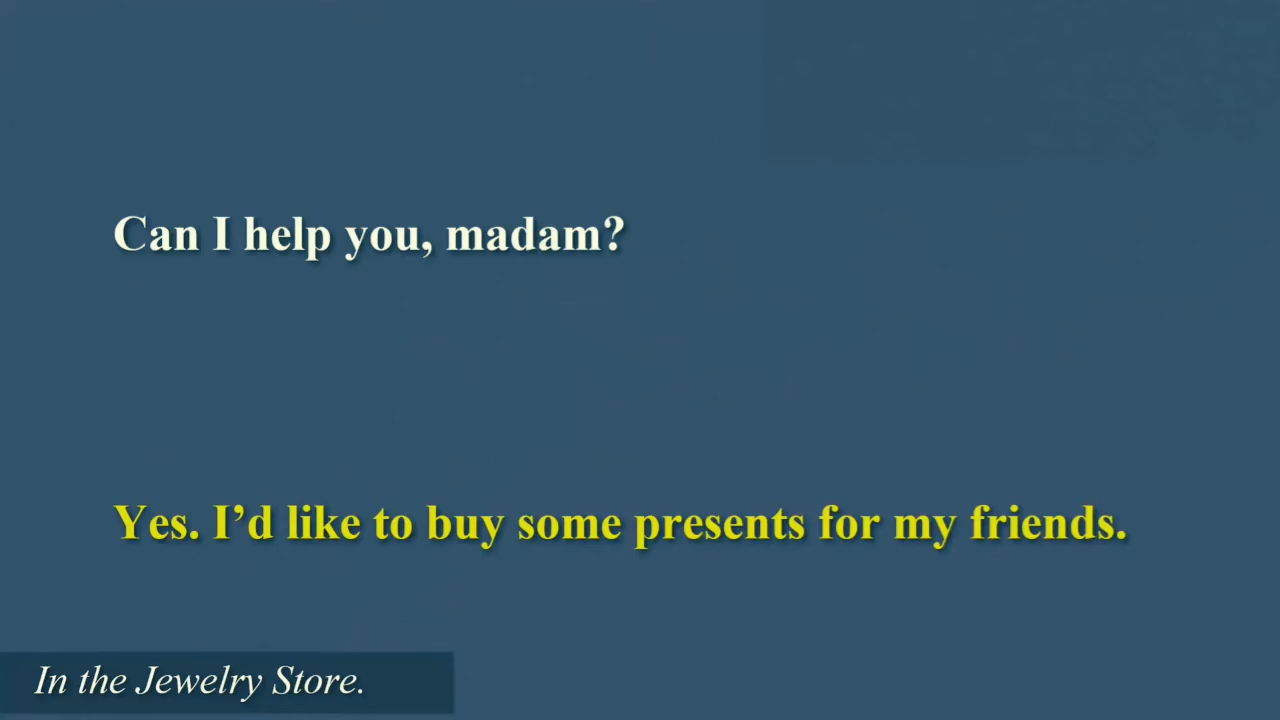 Can I help you, madam?
Yes. I’d like to buy some presents for my friends.
In the Jewelry Store.